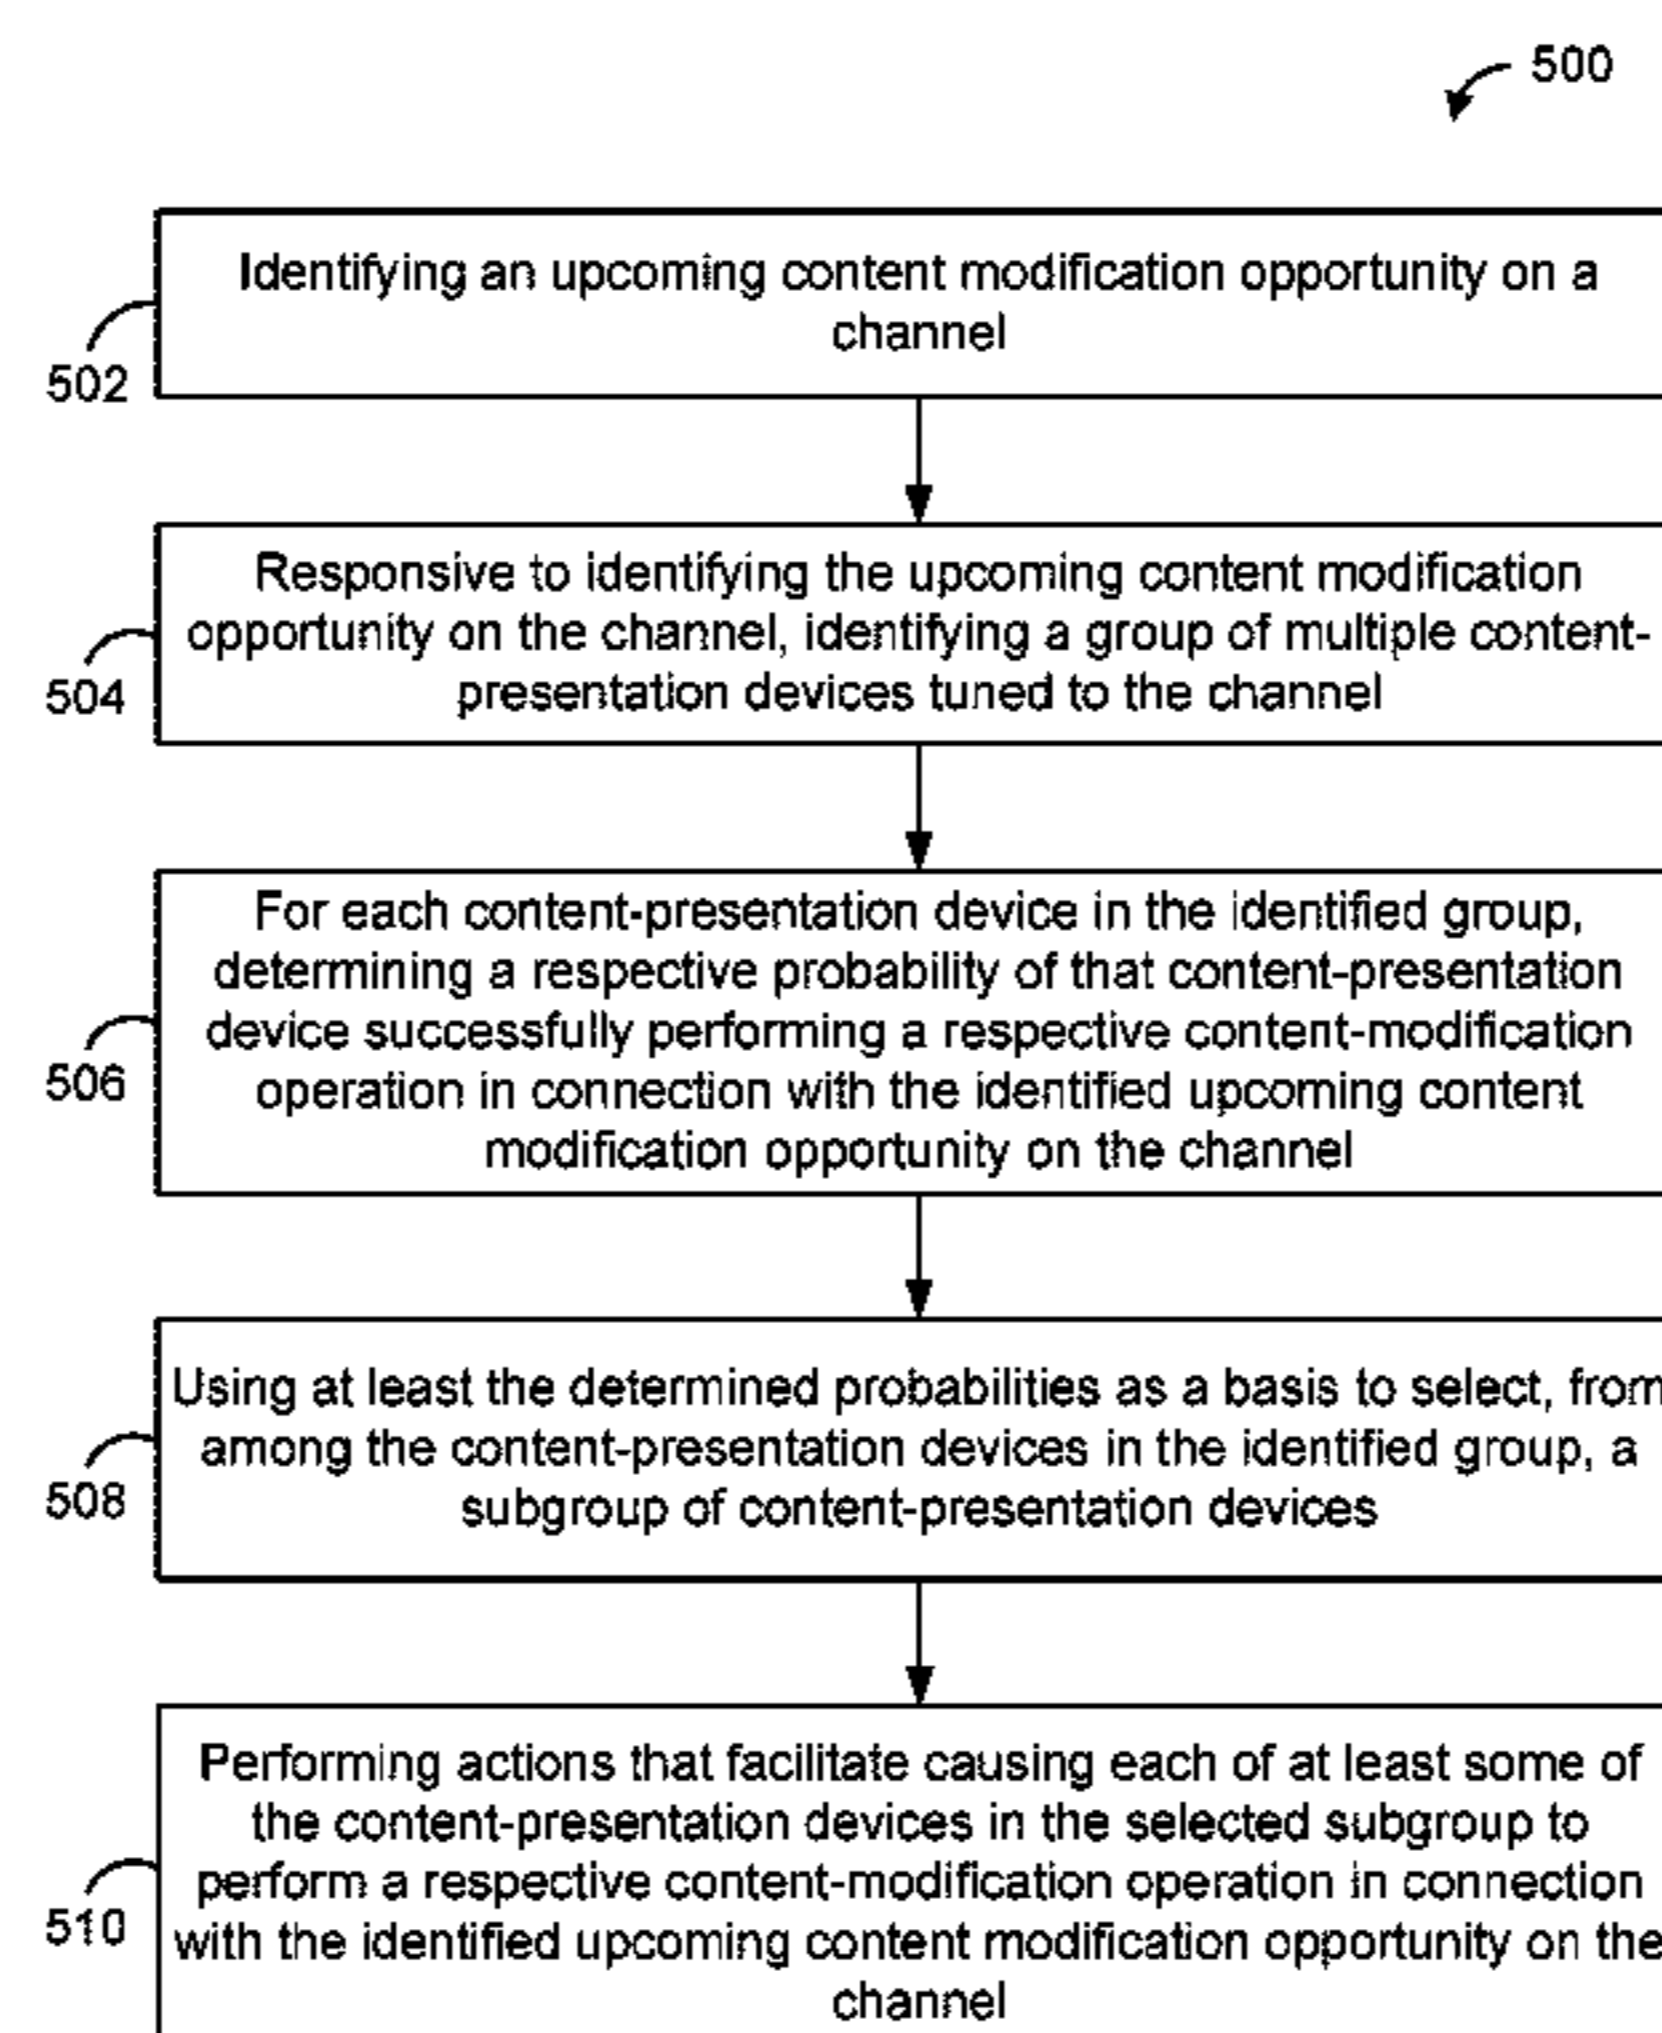 500
Identifying an upcoming content modification opportunity on a
channel
502
Responsive to identifying the upcoming content modification
opportunity on the channel, identifying a group of multiple content-
presentation devices tuned to the channel
504
For each content-presentation device in the identified group,
determining a respective probability of that content-presentation
device successfully performing a respective content-modification
operation in connection with the identified upcoming content
modification opportunity on the channel
506
Using at least the determined probabilities as a basis to select, from
among the content-presentation devices in the identified group, a
subgroup of content-presentation devices
508
Performing actions that facilitate causing each of at least some of
the content-presentation devices in the selected subgroup to
perform a respective content-modification operation in connection
with the identified upcoming content modification opportunity on the
channel
510